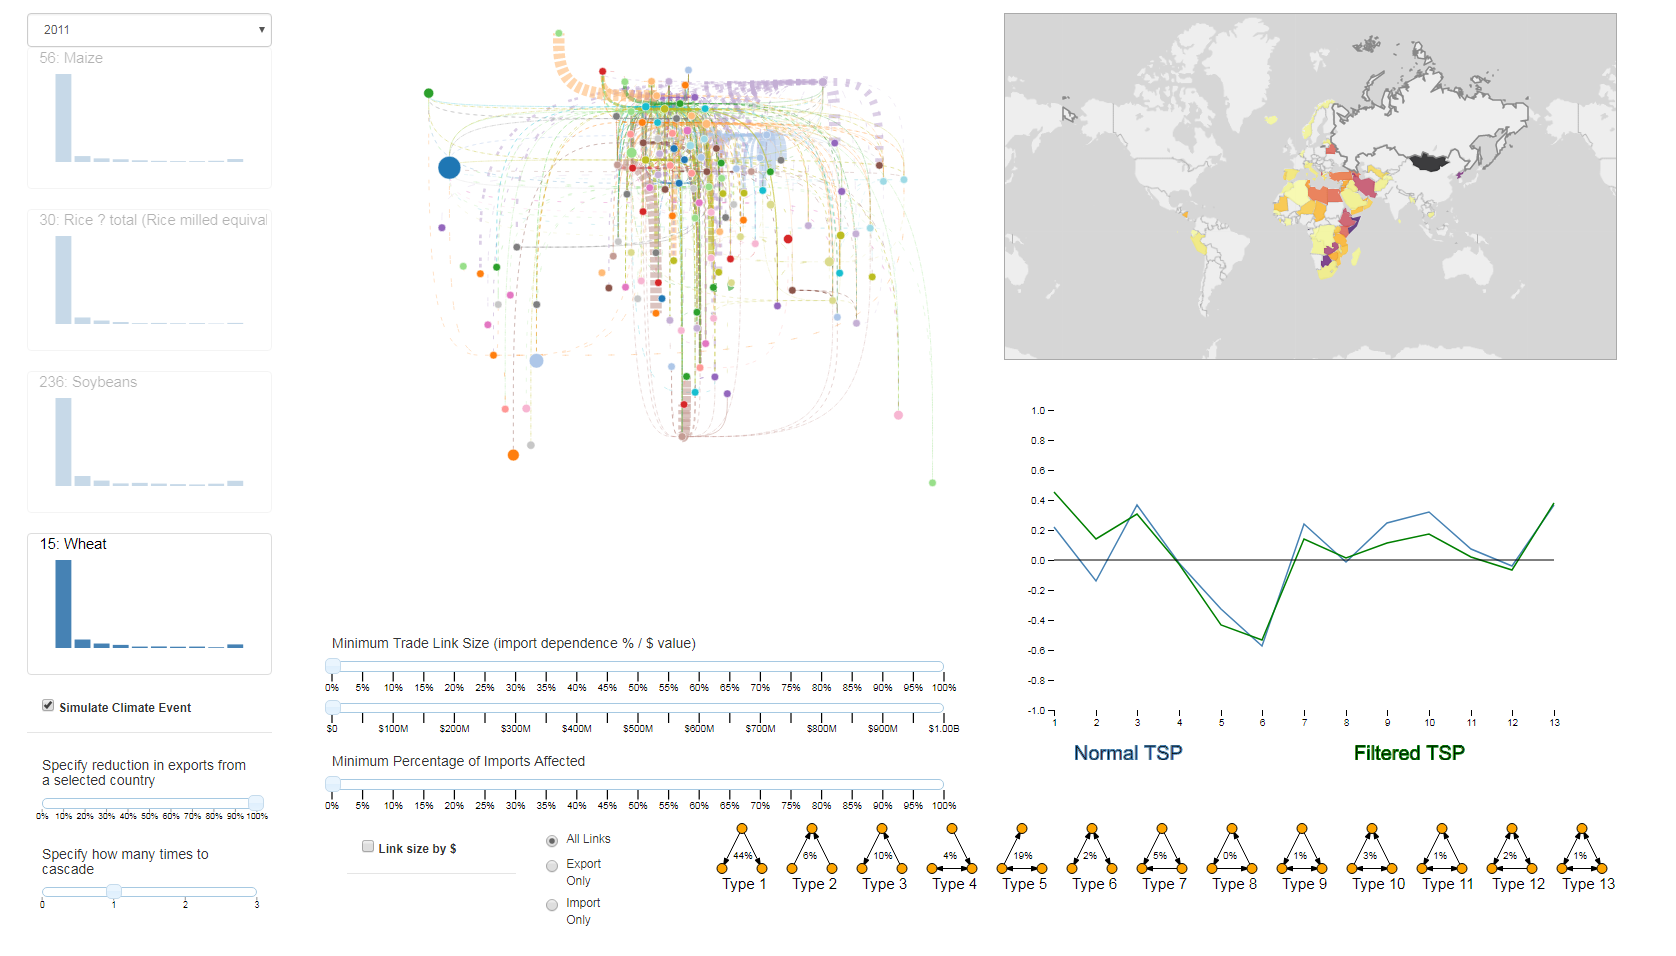 2011
56: Maize
30: Rice ? total (Rice milled equival
236: Soybeans
15: Wheat
Simulate Climate Event
Specify reduction in exports from
a selected country
0% 10% 20% 30% 40% 50% 60% 70% 80% 90% 100%
Specify how many times to
cascade
0 1 2 3
Minimum Trade Link Size (import dependence % / $ value)
0% 5% 10% 15% 20% 25% 30% 35% 40% 45% 50% 55% 60% 65% 70% 75% 80% 85% 90% 95% 100%
$0 $100M $200M $300M $400M $500M $600M $700M $800M $900M $1.00B
Minimum Percentage of Imports Affected
0% 5% 10% 15% 20% 25% 30% 35% 40% 45% 50% 55% 60% 65% 70% 75% 80% 85% 90% 95% 100%
Link size by $
All Links
Export
Only
Import
Only
1.0
0.8
0.6
0.4
0.2
0.0
-0.2
-0.4
-0.6
-0.8
-1.0
1 2 3 4 5 6 7 8 9 10 11 12 13
Normal TSP Filtered TSP
44% 6% 10% 4% 19% 2% 5% 0% 1% 3% 1% 2% 1%
Type 1 Type 2 Type 3 Type 4 Type 5 Type 6 Type 7 Type 8 Type 9 Type 10 Type 11 Type 12 Type 13